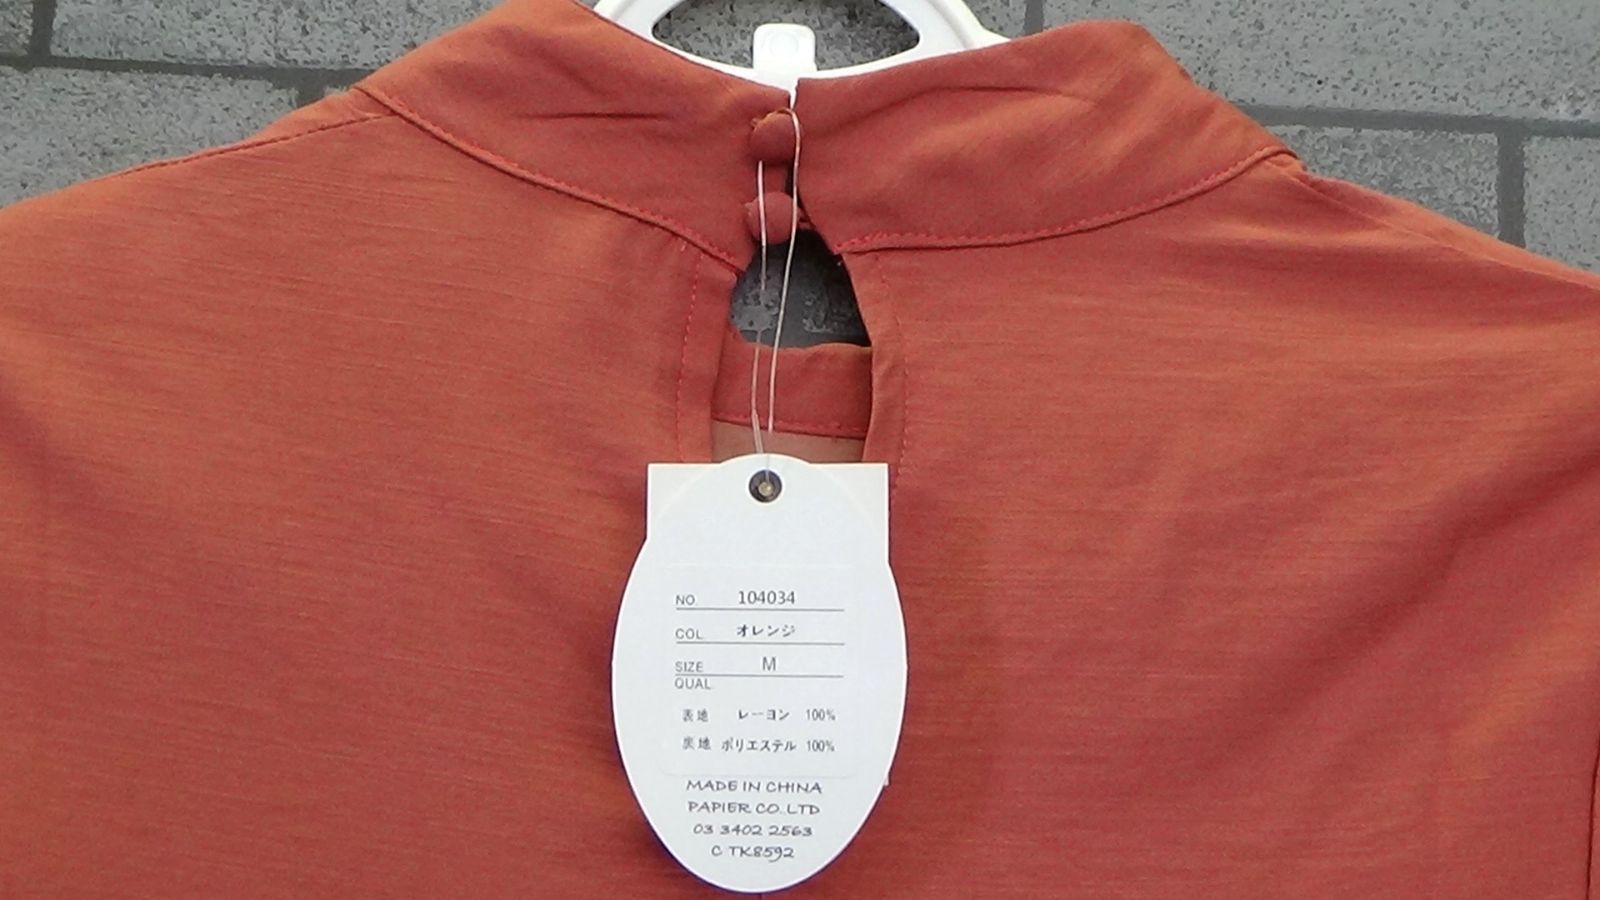 NO. 104034
COL. オレンジ
SIZE M
QUAL.
表地 レーヨン 100%
裏地 ポリエステル 100%
MADE IN CHINA
PAPIER CO.,LTD
03 3402 2563
C TK8592